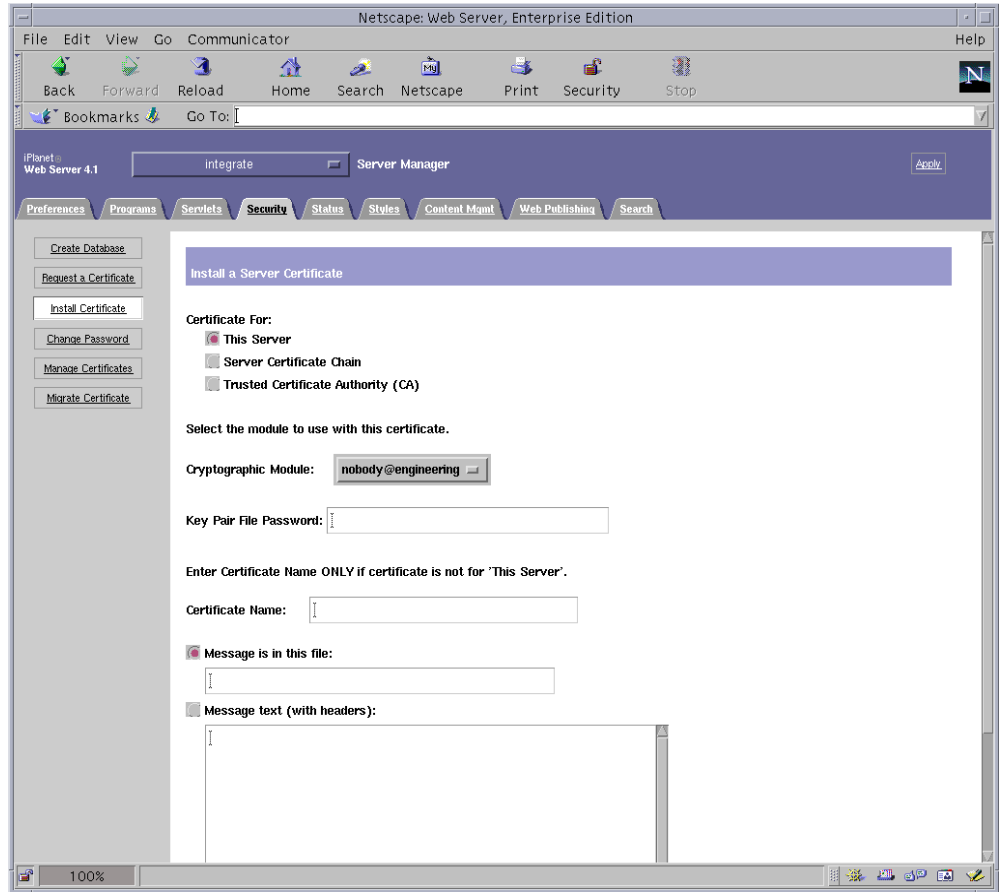 Netscape: Web Server, Enterprise Edition
File Edit View Go Communicator Help
Back Forward Reload Home Search Netscape Print Security Stop
My
N
Bookmarks Go To:
iPlanet
Web Server 4.1
integrate
Server Manager
Apply
Preferences Programs Servlets Security Status Styles Content Mgmt Web Publishing Search
Create Database
Request a Certificate
Install Certificate
Change Password
Manage Certificates
Migrate Certificate
Install a Server Certificate
Certificate For:
This Server
Server Certificate Chain
Trusted Certificate Authority (CA)
Select the module to use with this certificate.
Cryptographic Module: nobody@engineering
Key Pair File Password:
Enter Certificate Name ONLY if certificate is not for 'This Server'.
Certificate Name:
Message is in this file:
Message text (with headers):
100%